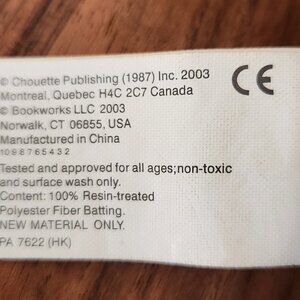 © Chouette Publishing (1987) Inc. 2003
Montreal, Quebec H4C 2C7 Canada
© Bookworks LLC 2003
Norwalk, CT 06855, USA
Manufactured in China
10 9 8 7 6 5 4 3 2
Tested and approved for all ages;non-toxic
and surface wash only.
Content: 100% Resin-treated
Polyester Fiber Batting.
NEW MATERIAL ONLY.
PA 7622 (HK)
CE